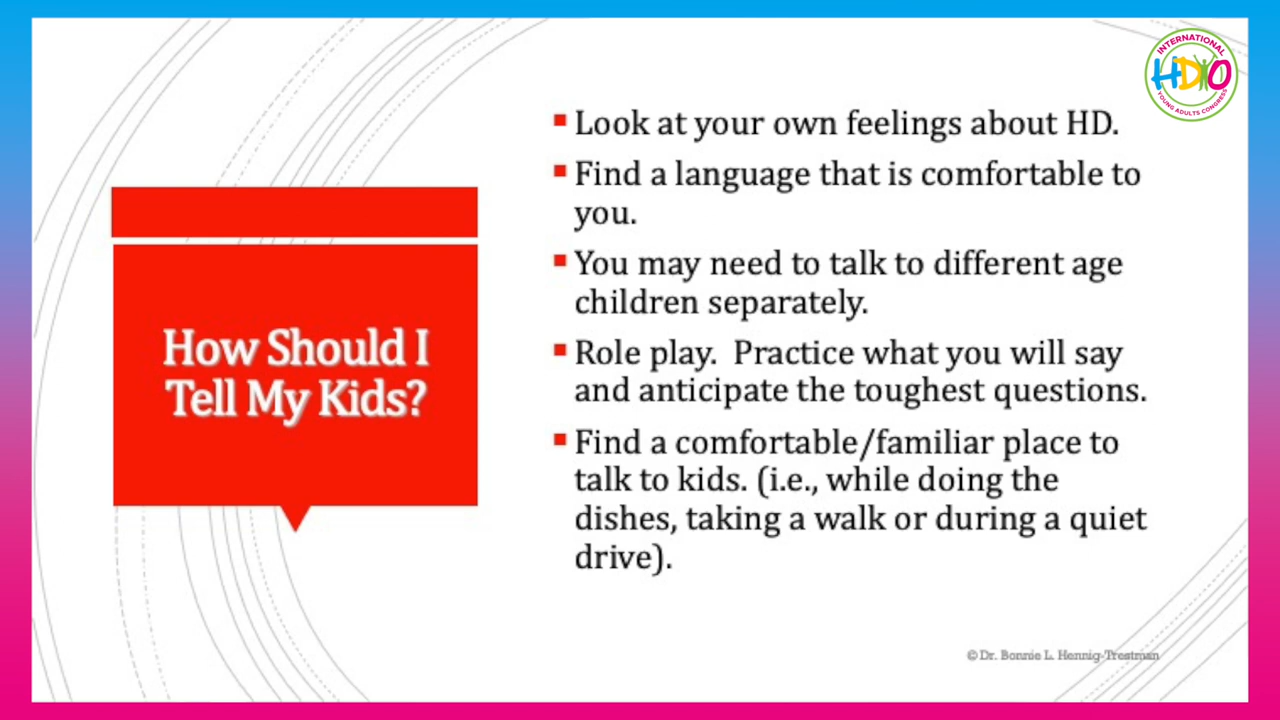 INTERNATIONAL
HDYO
YOUNG ADULTS CONGRESS
How Should I
Tell My Kids?
Look at your own feelings about HD.
Find a language that is comfortable to
you.
You may need to talk to different age
children separately.
Role play.  Practice what you will say
and anticipate the toughest questions.
Find a comfortable/familiar place to
talk to kids. (i.e., while doing the
dishes, taking a walk or during a quiet
drive).
© Dr. Bonnie L. Hennig-Trestman